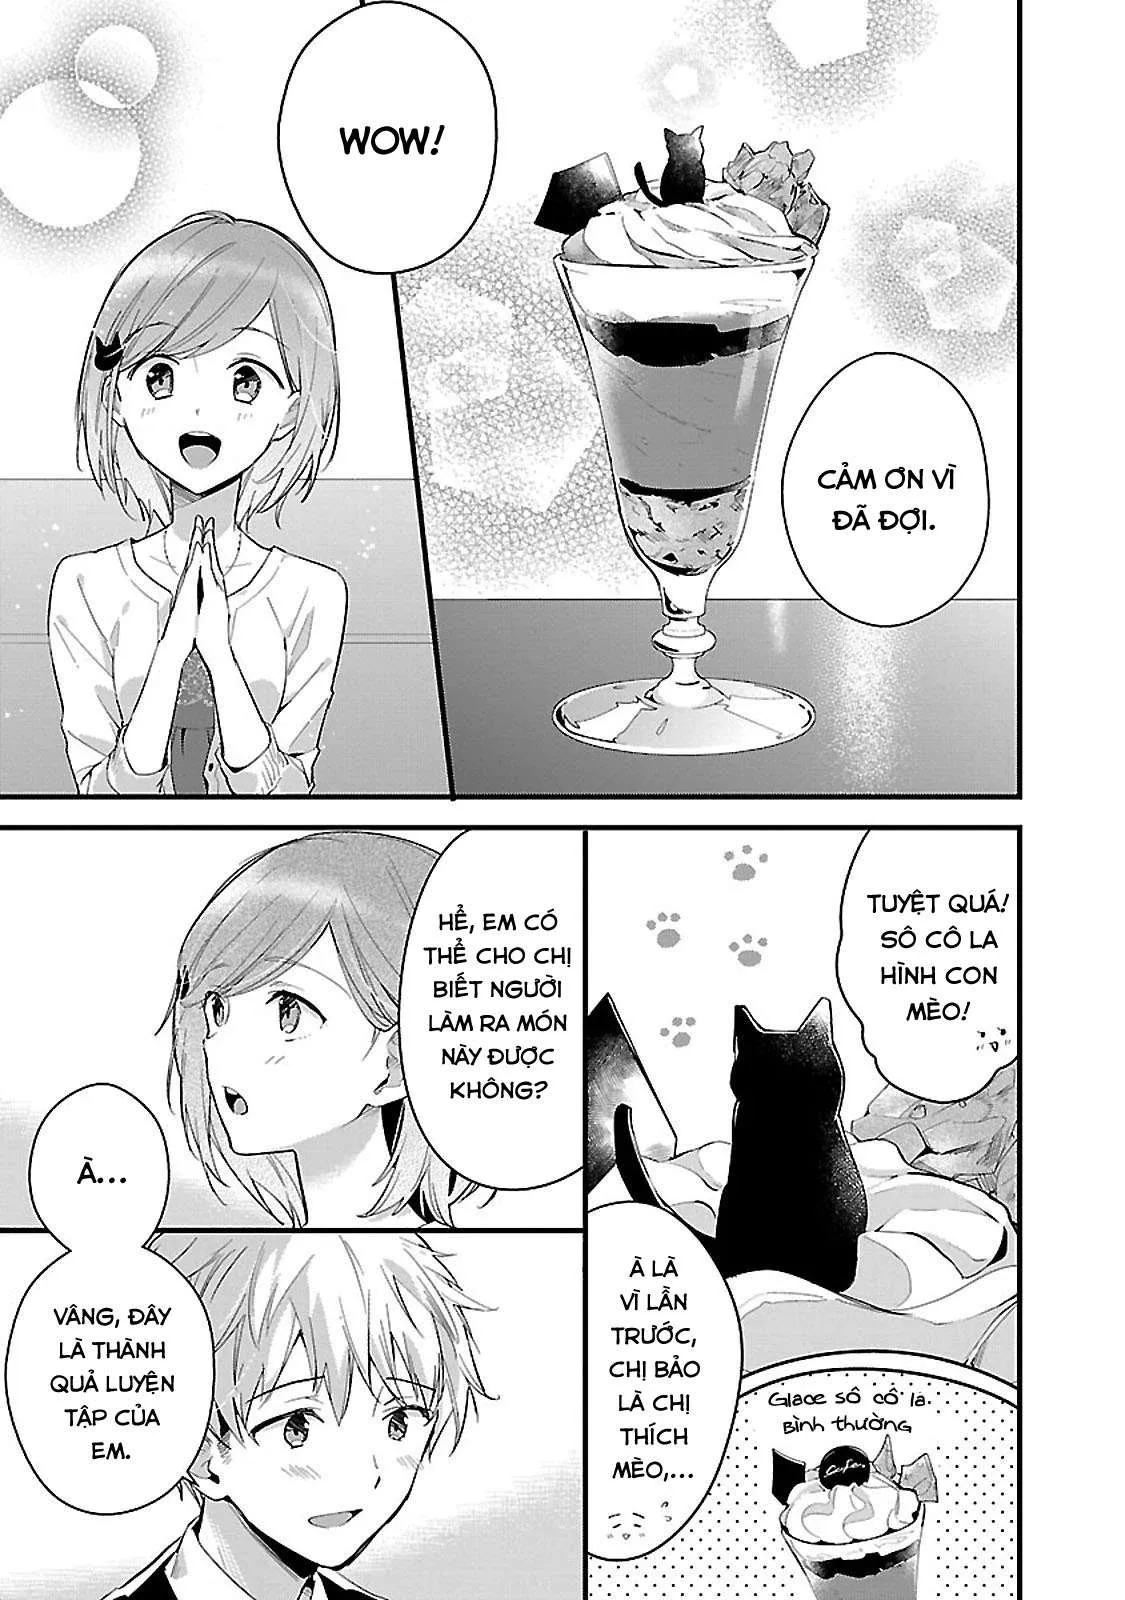 CẢM ƠN VÌ
ĐÃ ĐỢI.
WOW!
TUYỆT QUÁ!
SÔ CÔ LA
HÌNH CON
MÈO!
À LÀ
VÌ LẦN
TRƯỚC,
CHỊ BẢO
LÀ CHỊ
THÍCH
MÈO,...
Glace sô cô la
Bình thường
HỂ, EM CÓ
THỂ CHO CHỊ
BIẾT NGƯỜI
LÀM RA MÓN
NÀY ĐƯỢC
KHÔNG?
À...
VÂNG, ĐÂY
LÀ THÀNH
QUẢ LUYỆN
TẬP CỦA
EM.